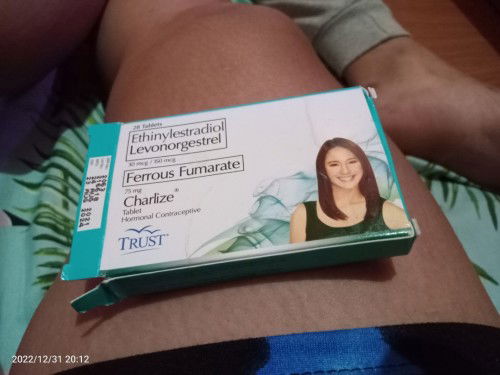 28 Tablets
Ethinylestradiol
Levonorgestrel
30 mcg / 150 mcg
Ferrous Fumarate
75 mg
Charlize®
Tablet
Hormonal Contraceptive
TRUST™
2022/12/31 20:12